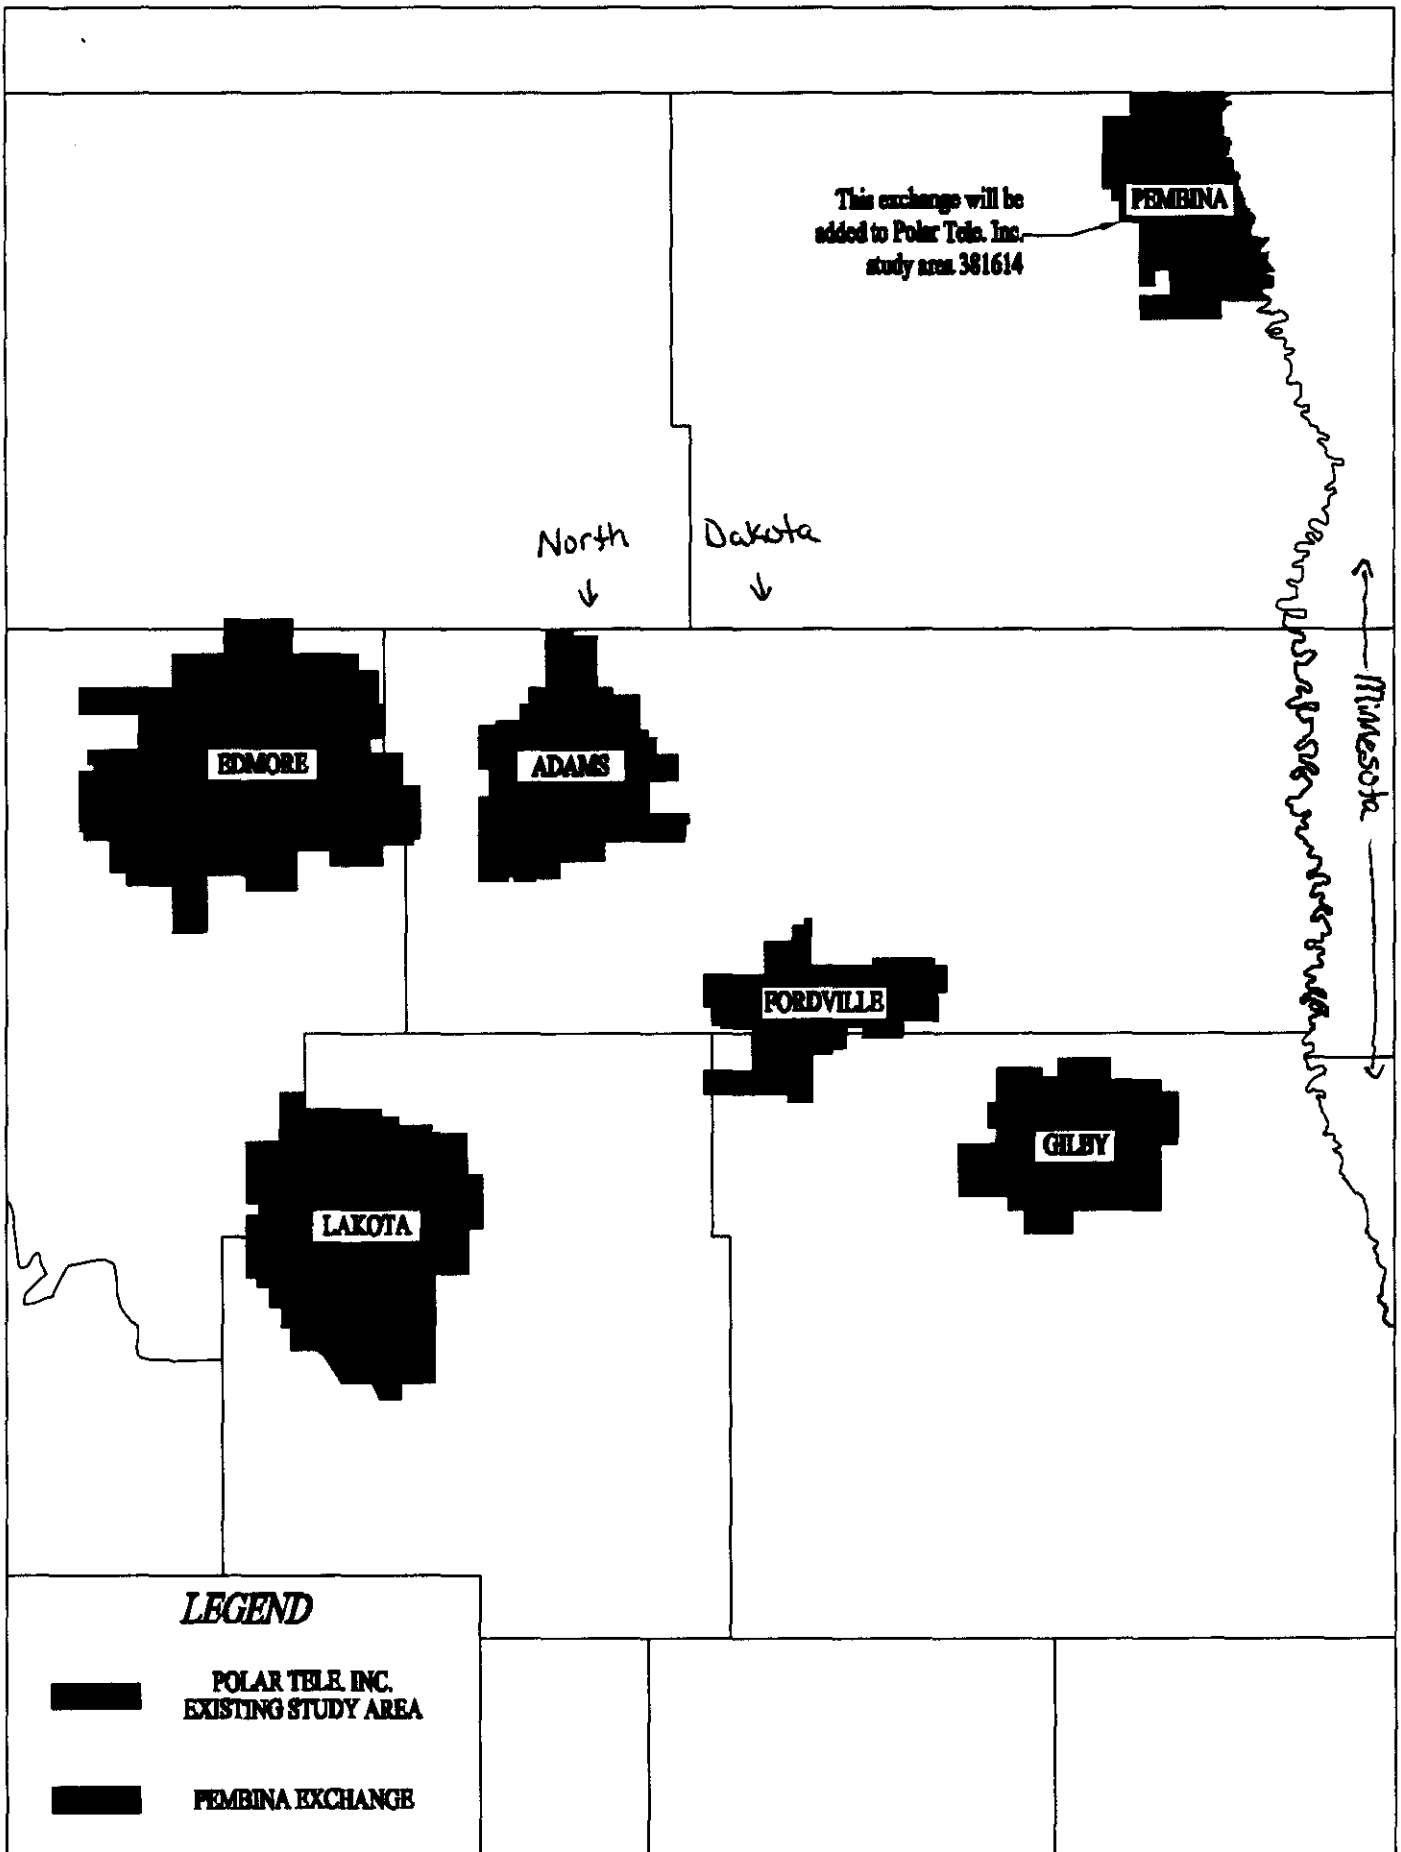 This exchange will be
added to Polar Tele. Inc.
study area 381614
PEMBINA
North Dakota
Minnesota
EDMORE
ADAMS
FORDVILLE
GILBY
LAKOTA
LEGEND
POLAR TELE. INC.
EXISTING STUDY AREA
PEMBINA EXCHANGE